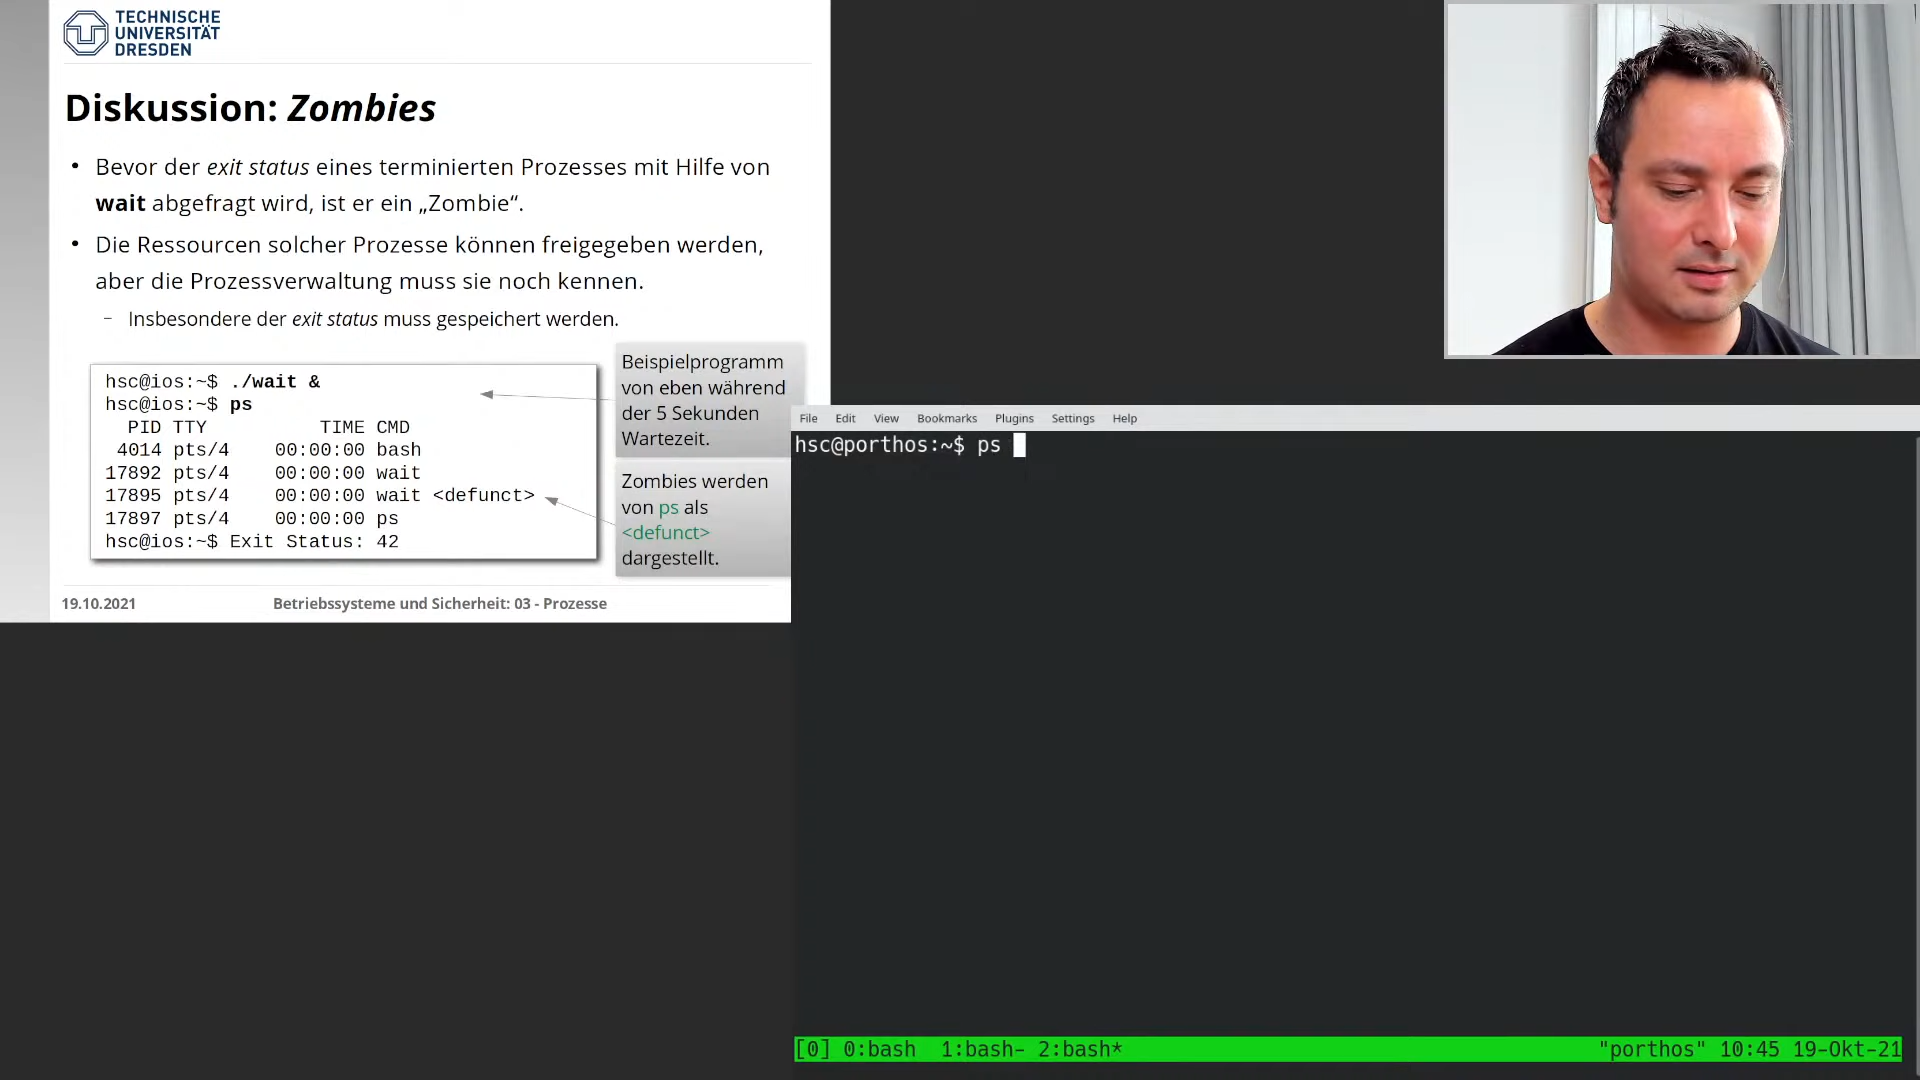 TECHNISCHE
UNIVERSITÄT
DRESDEN
Diskussion: Zombies
• Bevor der exit status eines terminierten Prozesses mit Hilfe von
wait abgefragt wird, ist er ein „Zombie“.
• Die Ressourcen solcher Prozesse können freigegeben werden,
aber die Prozessverwaltung muss sie noch kennen.
– Insbesondere der exit status muss gespeichert werden.
hsc@ios:~$ ./wait &
hsc@ios:~$ ps
PID TTY TIME CMD
4014 pts/4 00:00:00 bash
17892 pts/4 00:00:00 wait
17895 pts/4 00:00:00 wait <defunct>
17897 pts/4 00:00:00 ps
hsc@ios:~$ Exit Status: 42
Beispielprogramm
von eben während
der 5 Sekunden
Wartezeit.
Zombies werden
von ps als
<defunct>
dargestellt.
19.10.2021 Betriebssysteme und Sicherheit: 03 - Prozesse
File Edit View Bookmarks Plugins Settings Help
hsc@porthos:~$ ps
[0] 0:bash 1:bash- 2:bash* "porthos" 10:45 19-Okt-21